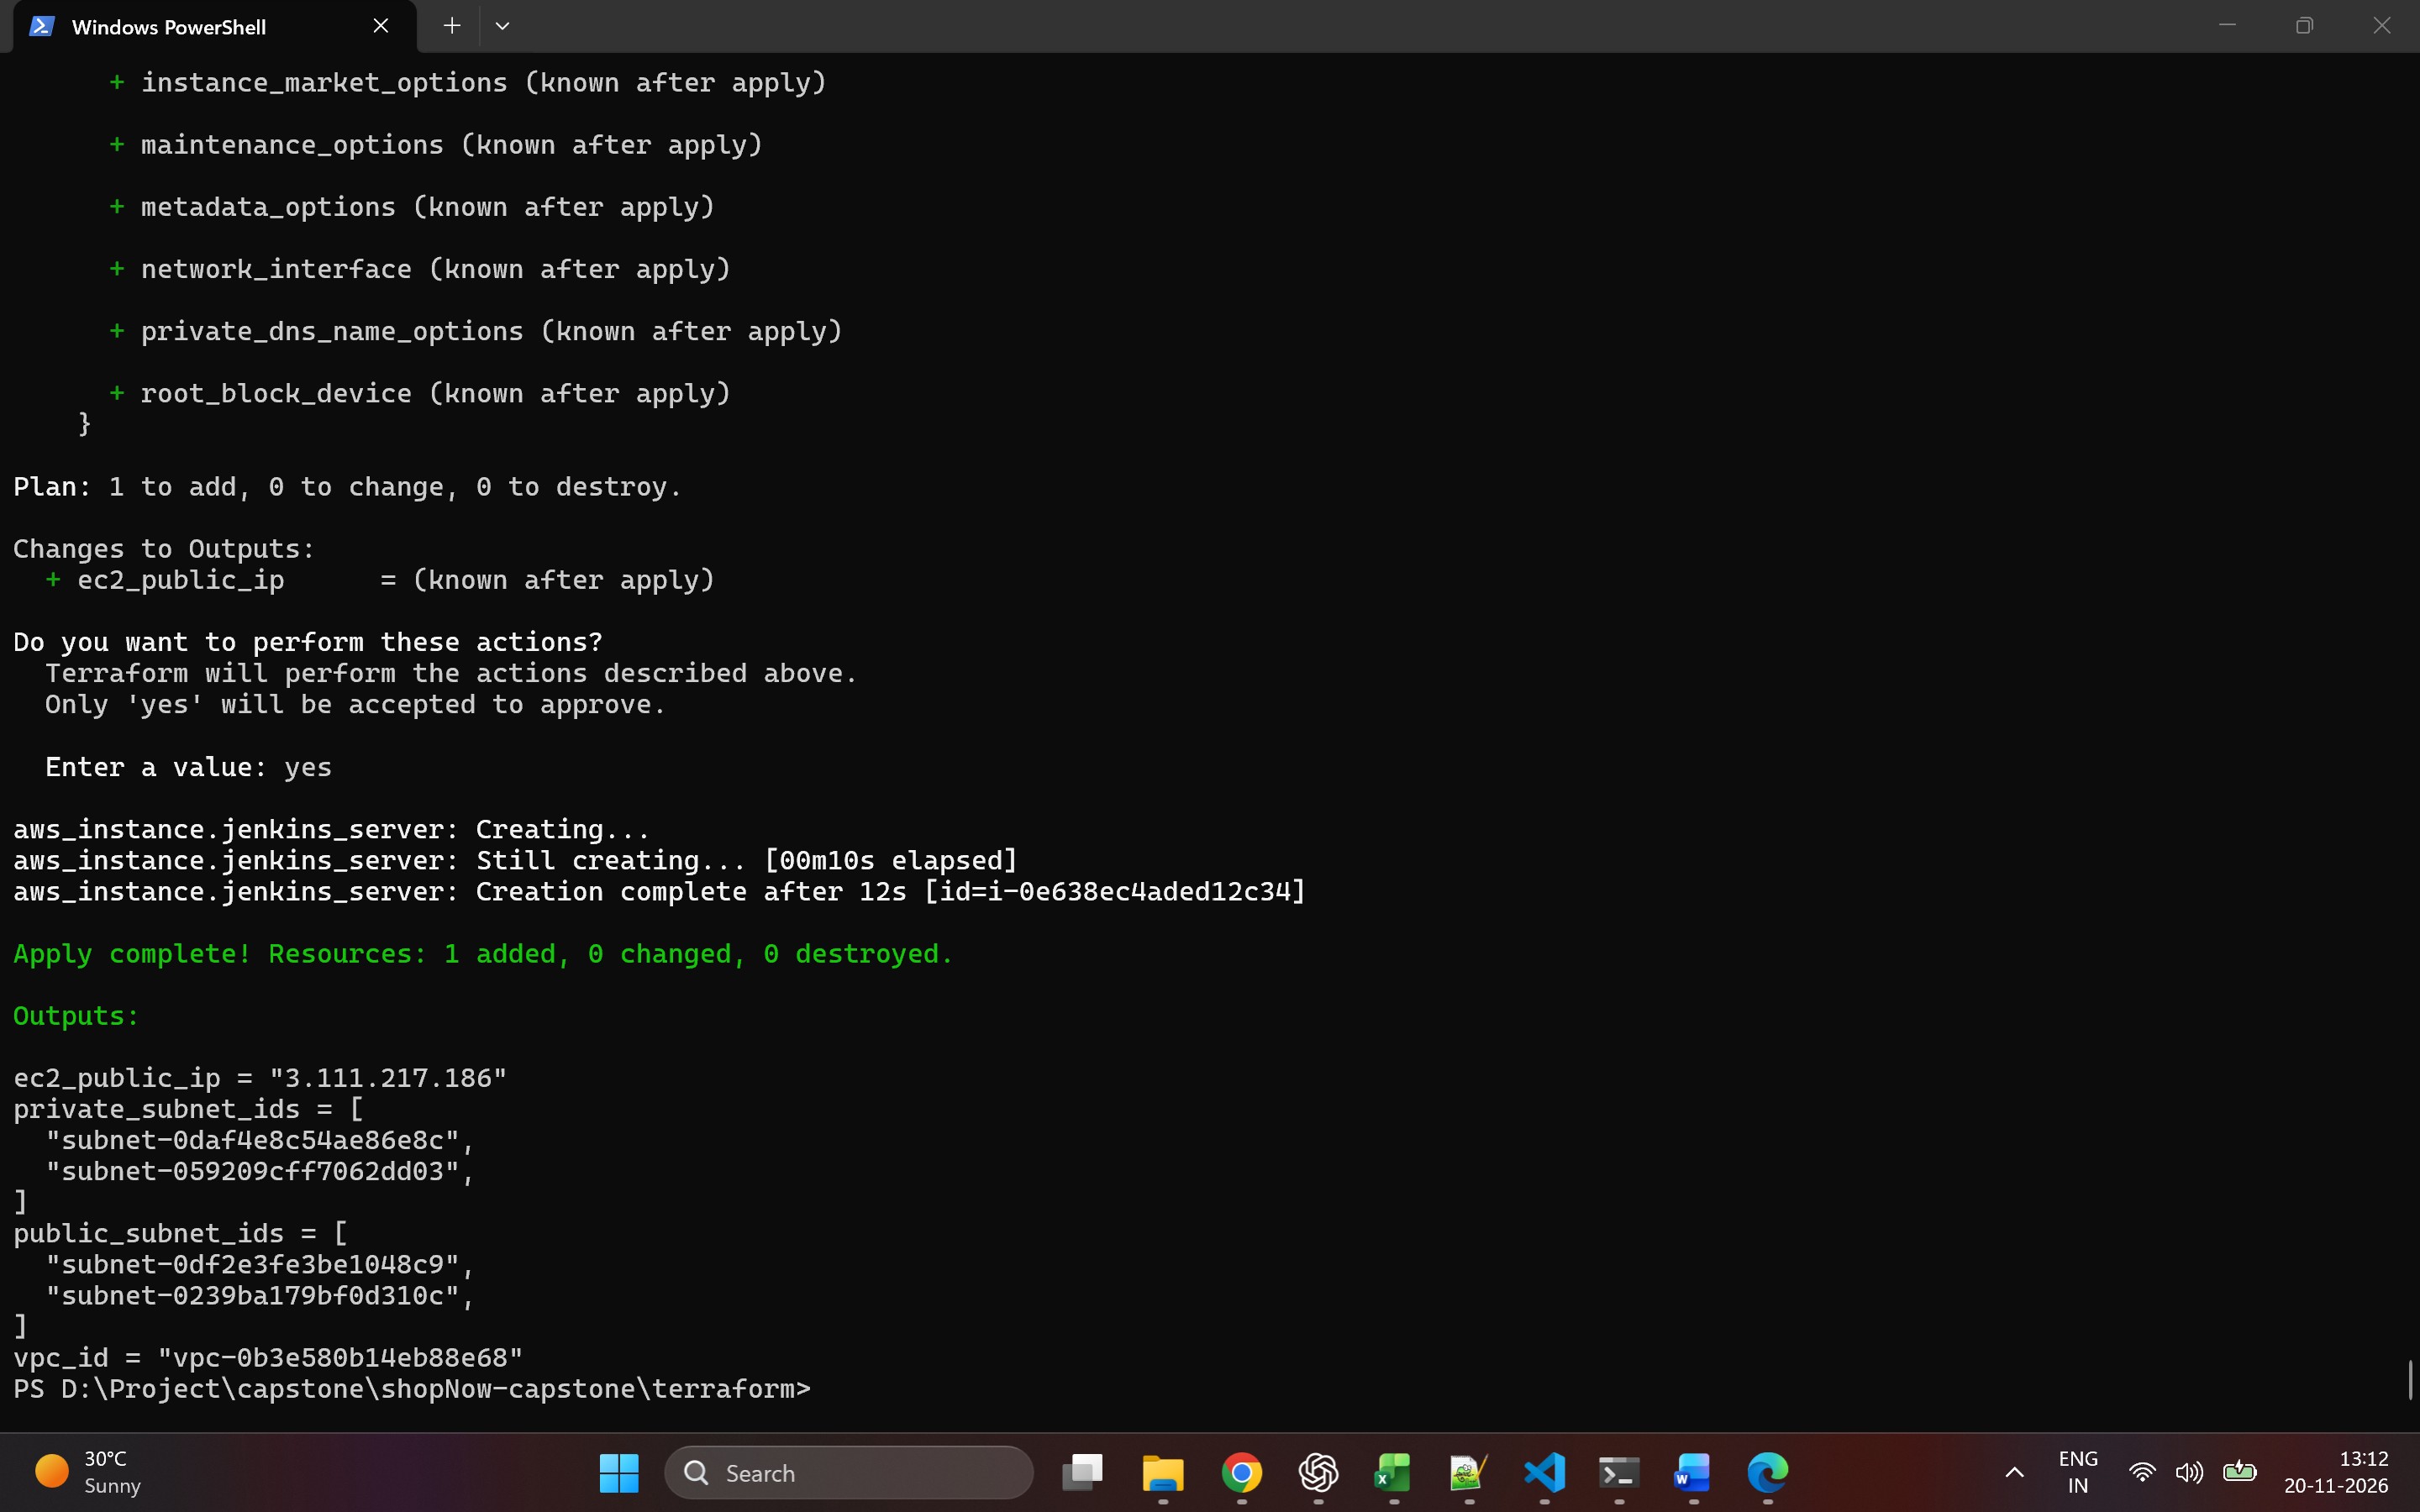 Windows PowerShell
+ instance_market_options (known after apply)
+ maintenance_options (known after apply)
+ metadata_options (known after apply)
+ network_interface (known after apply)
+ private_dns_name_options (known after apply)
+ root_block_device (known after apply)
}
Plan: 1 to add, 0 to change, 0 to destroy.
Changes to Outputs:
+ ec2_public_ip      = (known after apply)
Do you want to perform these actions?
Terraform will perform the actions described above.
Only 'yes' will be accepted to approve.
Enter a value: yes
aws_instance.jenkins_server: Creating...
aws_instance.jenkins_server: Still creating... [00m10s elapsed]
aws_instance.jenkins_server: Creation complete after 12s [id=i-0e638ec4aded12c34]
Apply complete! Resources: 1 added, 0 changed, 0 destroyed.
Outputs:
ec2_public_ip = "3.111.217.186"
private_subnet_ids = [
"subnet-0daf4e8c54ae86e8c",
"subnet-059209cff7062dd03",
]
public_subnet_ids = [
"subnet-0df2e3fe3be1048c9",
"subnet-0239ba179bf0d310c",
]
vpc_id = "vpc-0b3e580b14eb88e68"
PS D:\Project\capstone\shopNow-capstone\terraform>
30°C
Sunny
Search
ENG
IN
13:12
20-11-2026